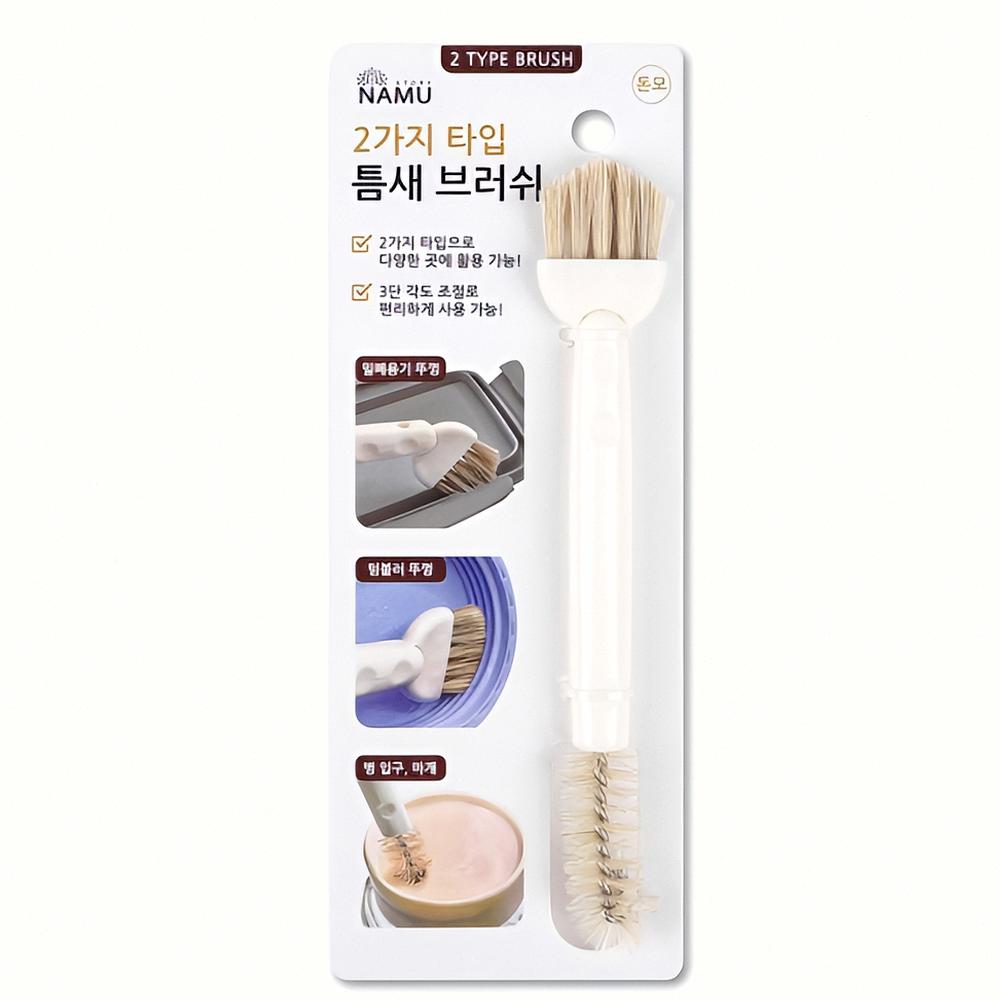 2 TYPE BRUSH
STORY
NAMU
돈모
2가지 타입
틈새 브러쉬
2가지 타입으로
다양한 곳에 활용 가능!
3단 각도 조절로
편리하게 사용 가능!
밀폐용기 뚜껑
텀블러 뚜껑
병 입구, 마개